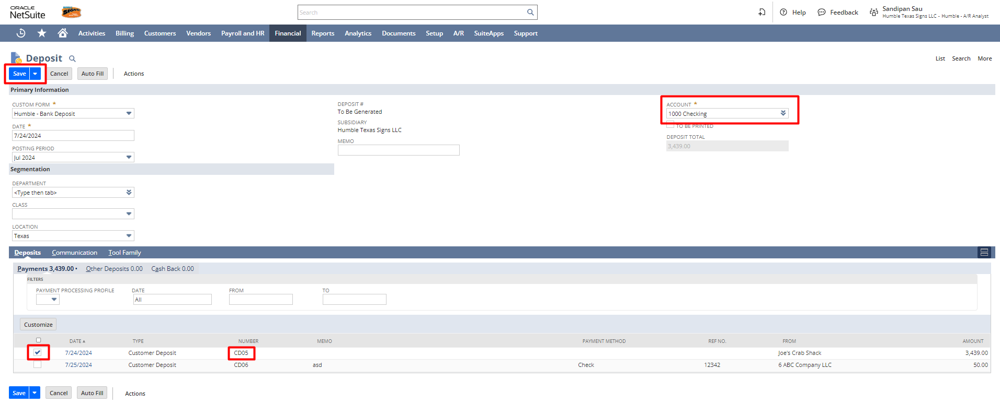 ORACLE
NetSuite
SIGNS
Search
Help
Feedback
Sandipan Sau
Humble Texas Signs LLC - Humble - A/R Analyst
Activities Billing Customers Vendors Payroll and HR Financial Reports Analytics Documents Setup A/R SuiteApps Support
Deposit
List Search More
Save Cancel Auto Fill Actions
Primary Information
CUSTOM FORM *
Humble - Bank Deposit
DATE *
7/24/2024
POSTING PERIOD
Jul 2024
DEPOSIT #
To Be Generated
SUBSIDIARY
Humble Texas Signs LLC
MEMO
ACCOUNT *
1000 Checking
TO BE PRINTED
DEPOSIT TOTAL
3,439.00
Segmentation
DEPARTMENT
<Type then tab>
CLASS
LOCATION
Texas
Deposits Communication Tool Family
Payments 3,439.00 • Other Deposits 0.00 Cash Back 0.00
FILTERS
PAYMENT PROCESSING PROFILE DATE FROM TO
All
Customize
DATE ▲ TYPE NUMBER MEMO PAYMENT METHOD REF NO. FROM AMOUNT
7/24/2024 Customer Deposit CD05 Joe's Crab Shack 3,439.00
7/25/2024 Customer Deposit CD06 asd Check 12342 6 ABC Company LLC 50.00
Save Cancel Auto Fill Actions